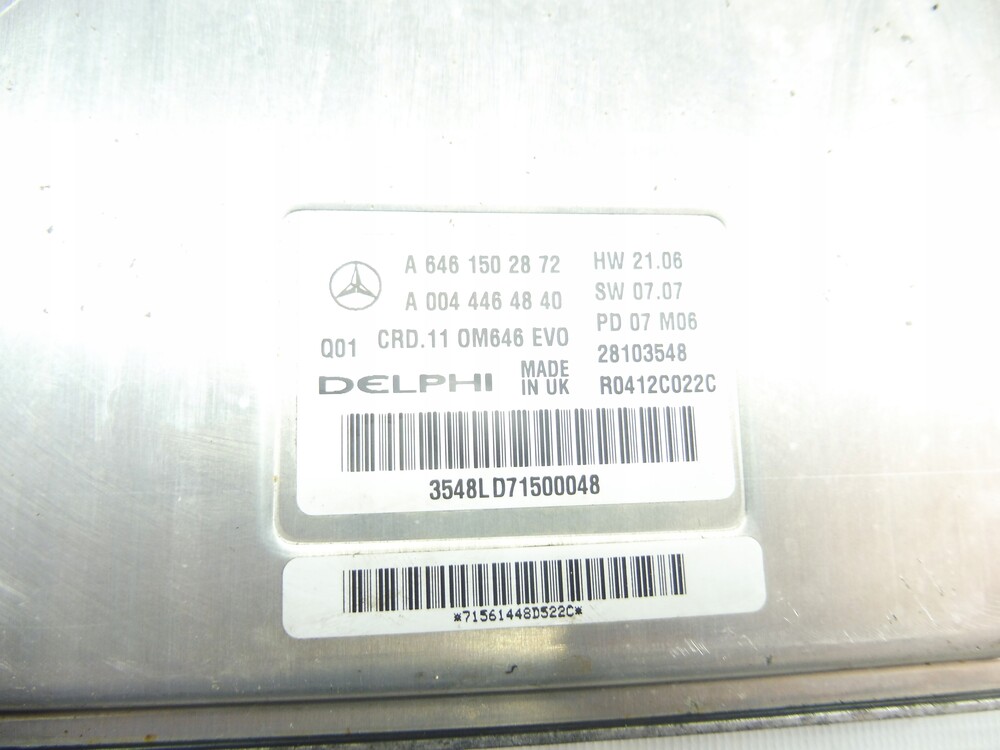 A 646 150 28 72 HW 21.06
A 004 446 48 40 SW 07.07
PD 07 M06
Q01 CRD.11 OM646 EVO 28103548
DELPHI MADE IN UK R0412C022C
3548LD71500048
*71561448D522C*